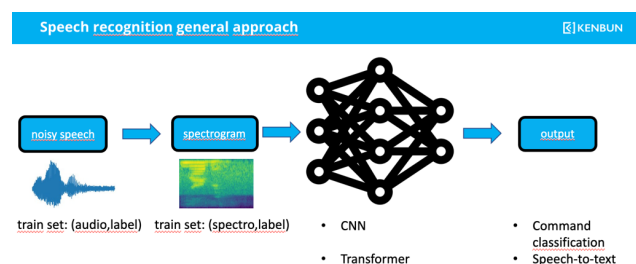 Speech recognition general approach
KENBUN
noisy speech
spectrogram
output
train set: (audio,label)
train set: (spectro,label)
• CNN
• Transformer
• Command
classification
• Speech-to-text